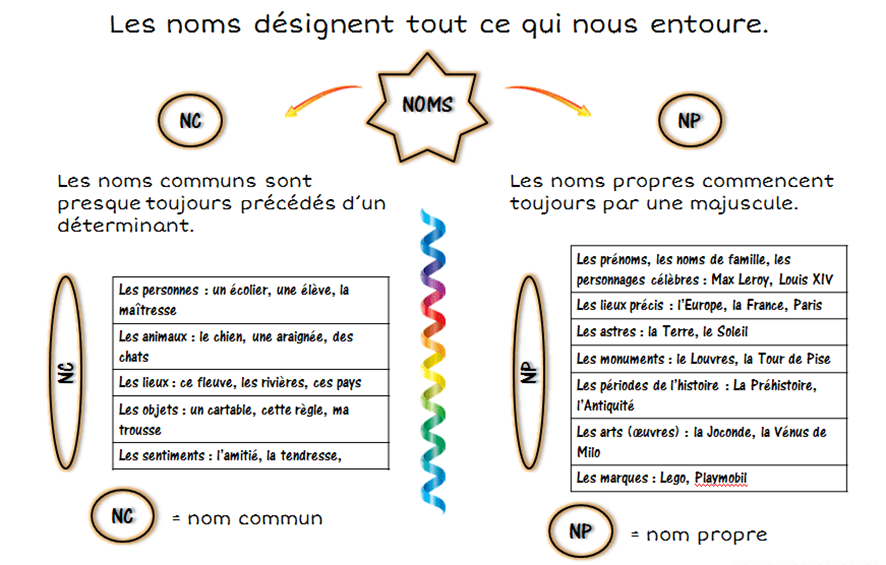 Les noms désignent tout ce qui nous entoure.
NOMS
NC
NP
Les noms communs sont
presque toujours précédés d'un
déterminant.
NC
Les personnes : un écolier, une élève, la
maîtresse
Les animaux : le chien, une araignée, des
chats
Les lieux : ce fleuve, les rivières, ces pays
Les objets : un cartable, cette règle, ma
trousse
Les sentiments : l'amitié, la tendresse,
NC = nom commun
Les noms propres commencent
toujours par une majuscule.
NP
Les prénoms, les noms de famille, les
personnages célèbres : Max Leroy, Louis XIV
Les lieux précis : l'Europe, la France, Paris
Les astres : la Terre, le Soleil
Les monuments : le Louvres, la Tour de Pise
Les périodes de l'histoire : La Préhistoire,
l'Antiquité
Les arts (œuvres) : la Joconde, la Vénus de
Milo
Les marques : Lego, Playmobil
NP = nom propre